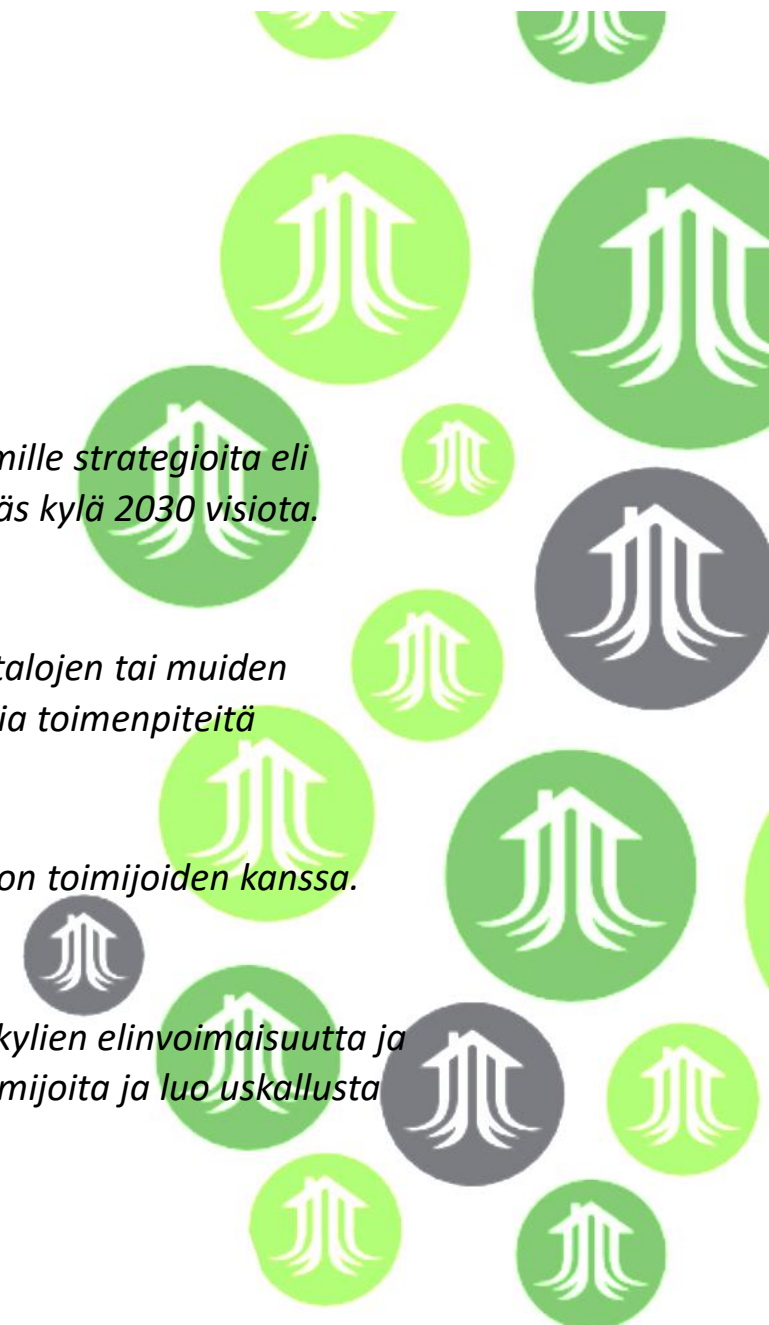 mille strategioita eli
äs kylä 2030 visiota.
talojen tai muiden
ia toimenpiteitä
on toimijoiden kanssa.
kylien elinvoimaisuutta ja
mijoita ja luo uskallusta